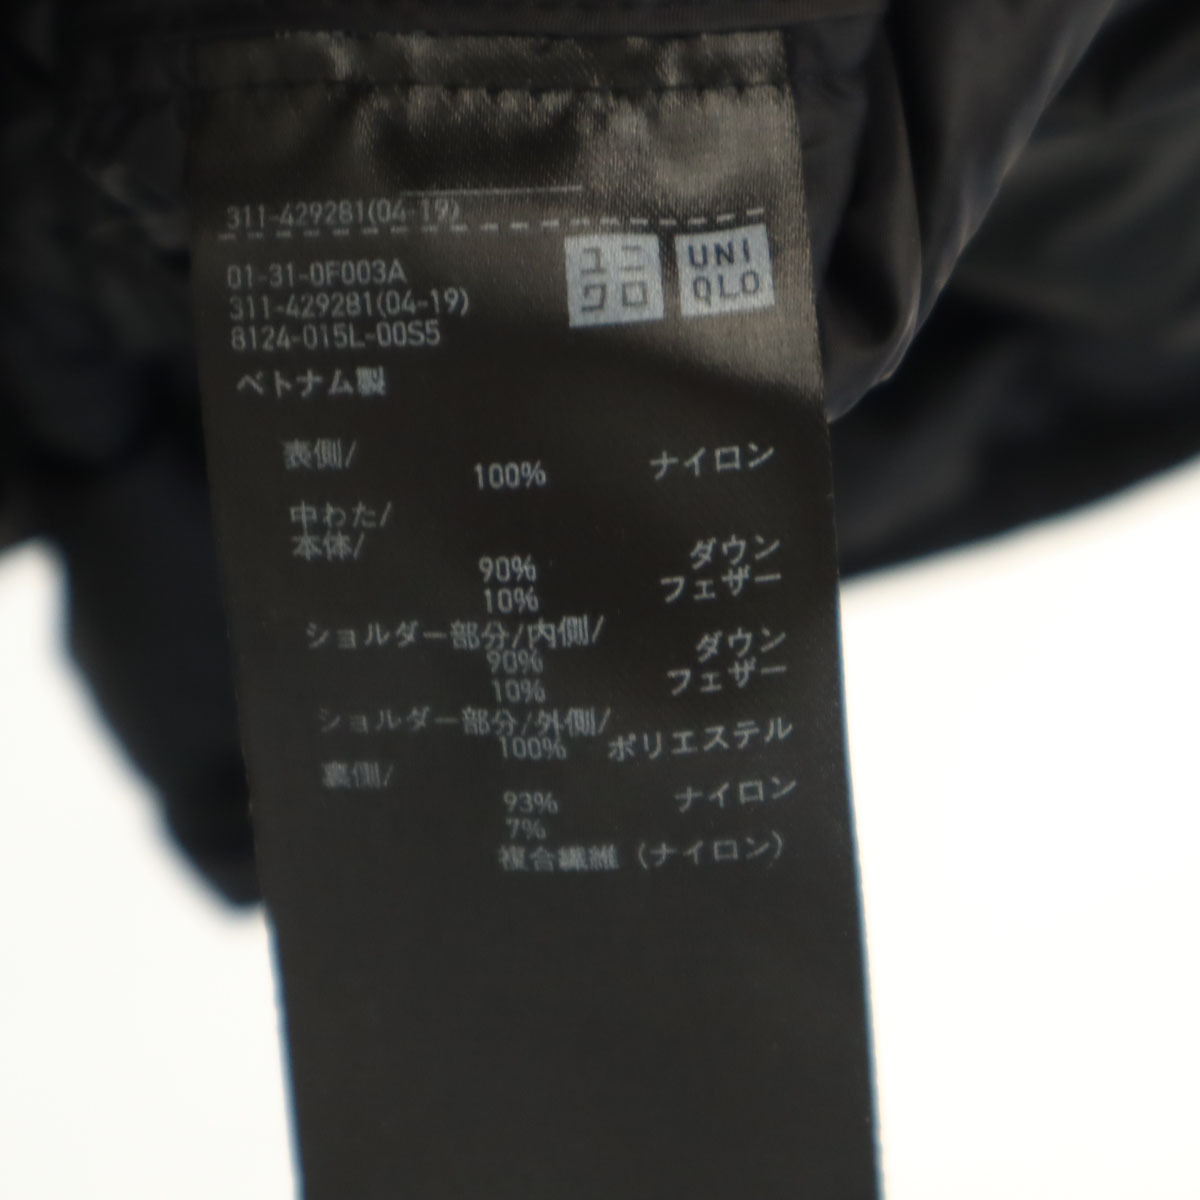 311-429281(04-19)
ユニ
クロ
UNI
QLO
01-31-0F003A
311-429281(04-19)
8124-015L-00S5
ベトナム製
表側/
100% ナイロン
中わた/
本体/
90% ダウン
10% フェザー
ショルダー部分/内側/
90% ダウン
10% フェザー
ショルダー部分/外側/
100% ポリエステル
裏側/
93% ナイロン
7%
複合繊維（ナイロン）